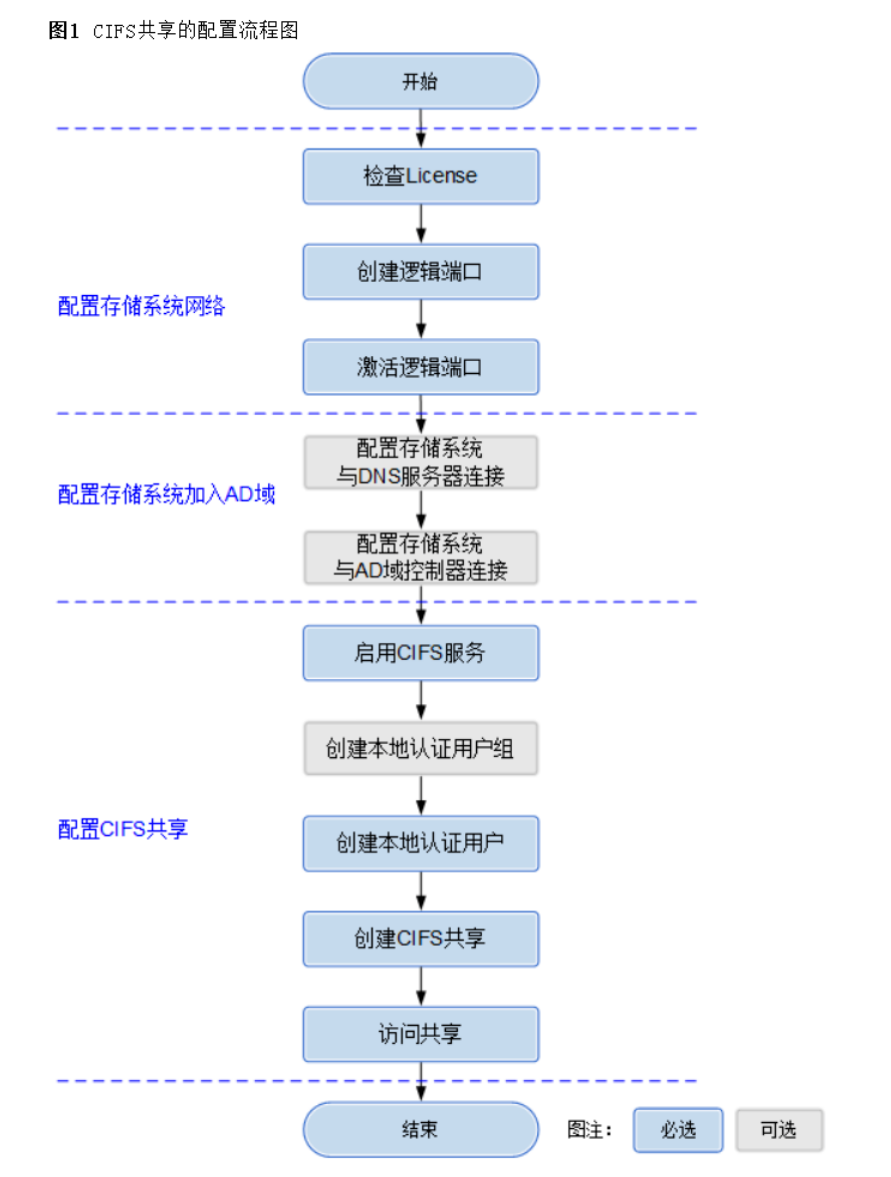 图1 CIFS共享的配置流程图
开始
检查License
创建逻辑端口
配置存储系统网络
激活逻辑端口
配置存储系统
与DNS服务器连接
配置存储系统加入AD域
配置存储系统
与AD域控制器连接
启用CIFS服务
创建本地认证用户组
配置CIFS共享
创建本地认证用户
创建CIFS共享
访问共享
结束
图注：
必选
可选